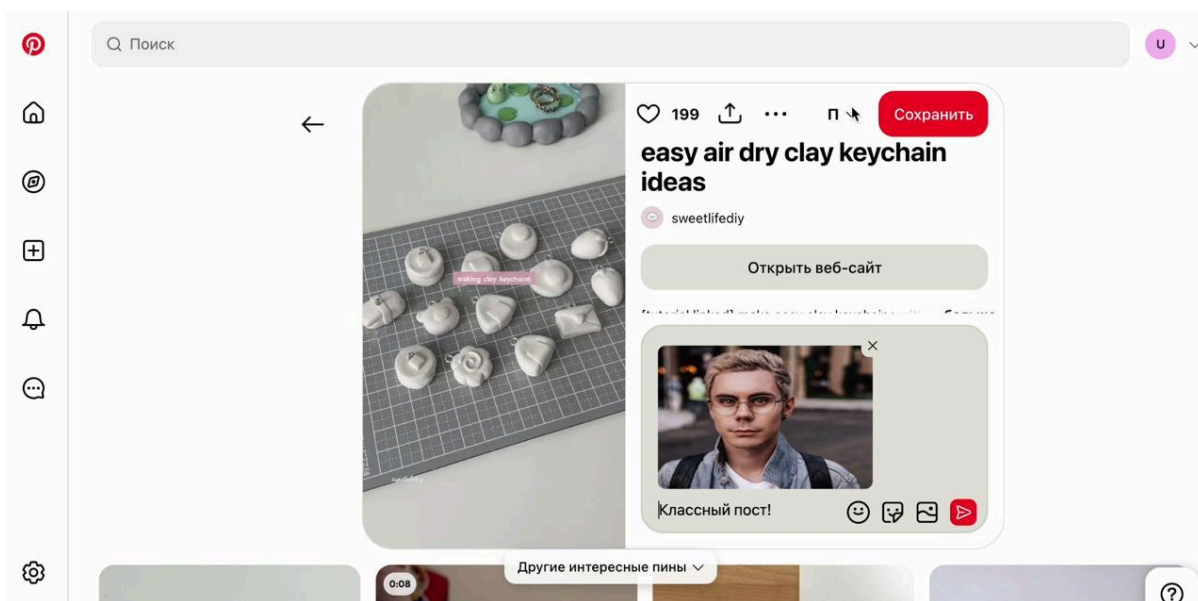 Поиск
U
199
П
Сохранить
easy air dry clay keychain
ideas
sweetlifediy
Открыть веб-сайт
making clay keychains
Классный пост!
Другие интересные пины
0:08